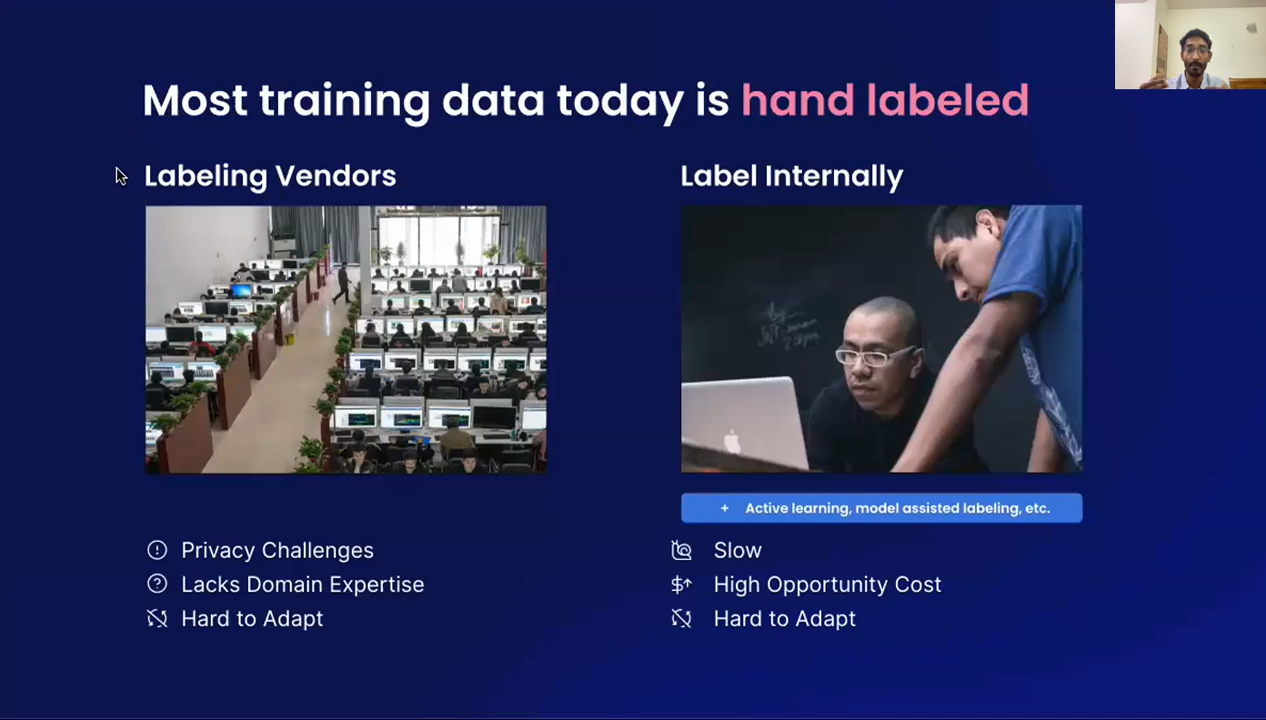 Most training data today is hand labeled
Labeling Vendors
Privacy Challenges
Lacks Domain Expertise
Hard to Adapt
Label Internally
+ Active learning, model assisted labeling, etc.
Slow
High Opportunity Cost
Hard to Adapt